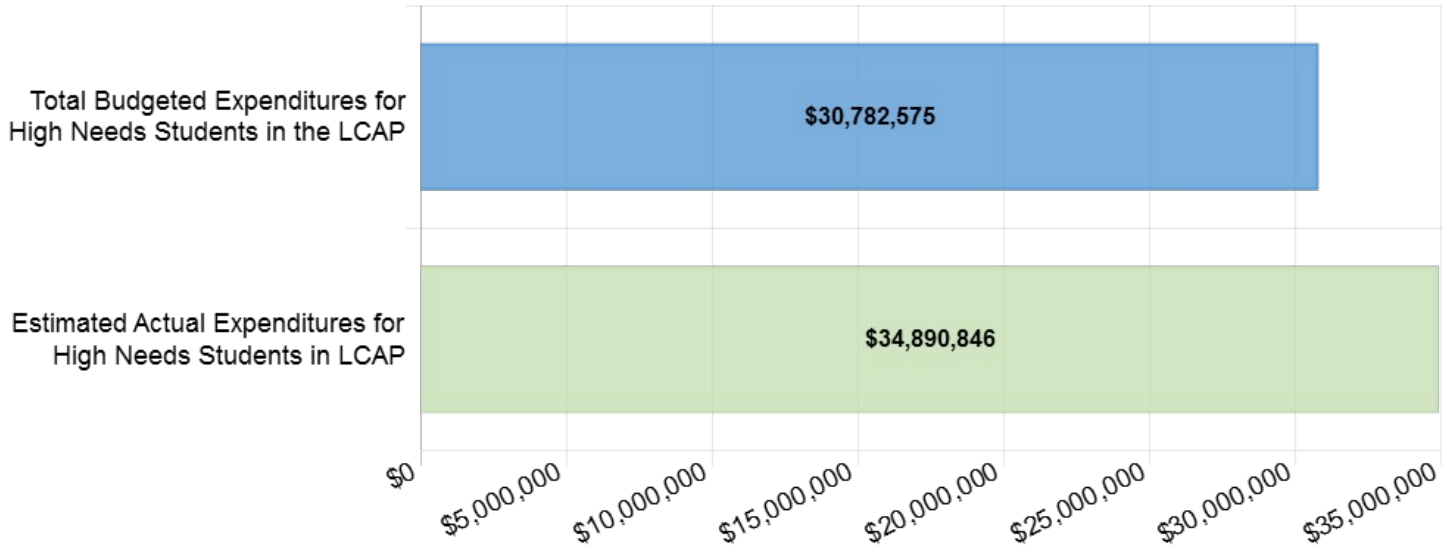 Total Budgeted Expenditures for
High Needs Students in the LCAP
$30,782,575
Estimated Actual Expenditures for
High Needs Students in LCAP
$34,890,846
$0
$5,000,000
$10,000,000
$15,000,000
$20,000,000
$25,000,000
$30,000,000
$35,000,000